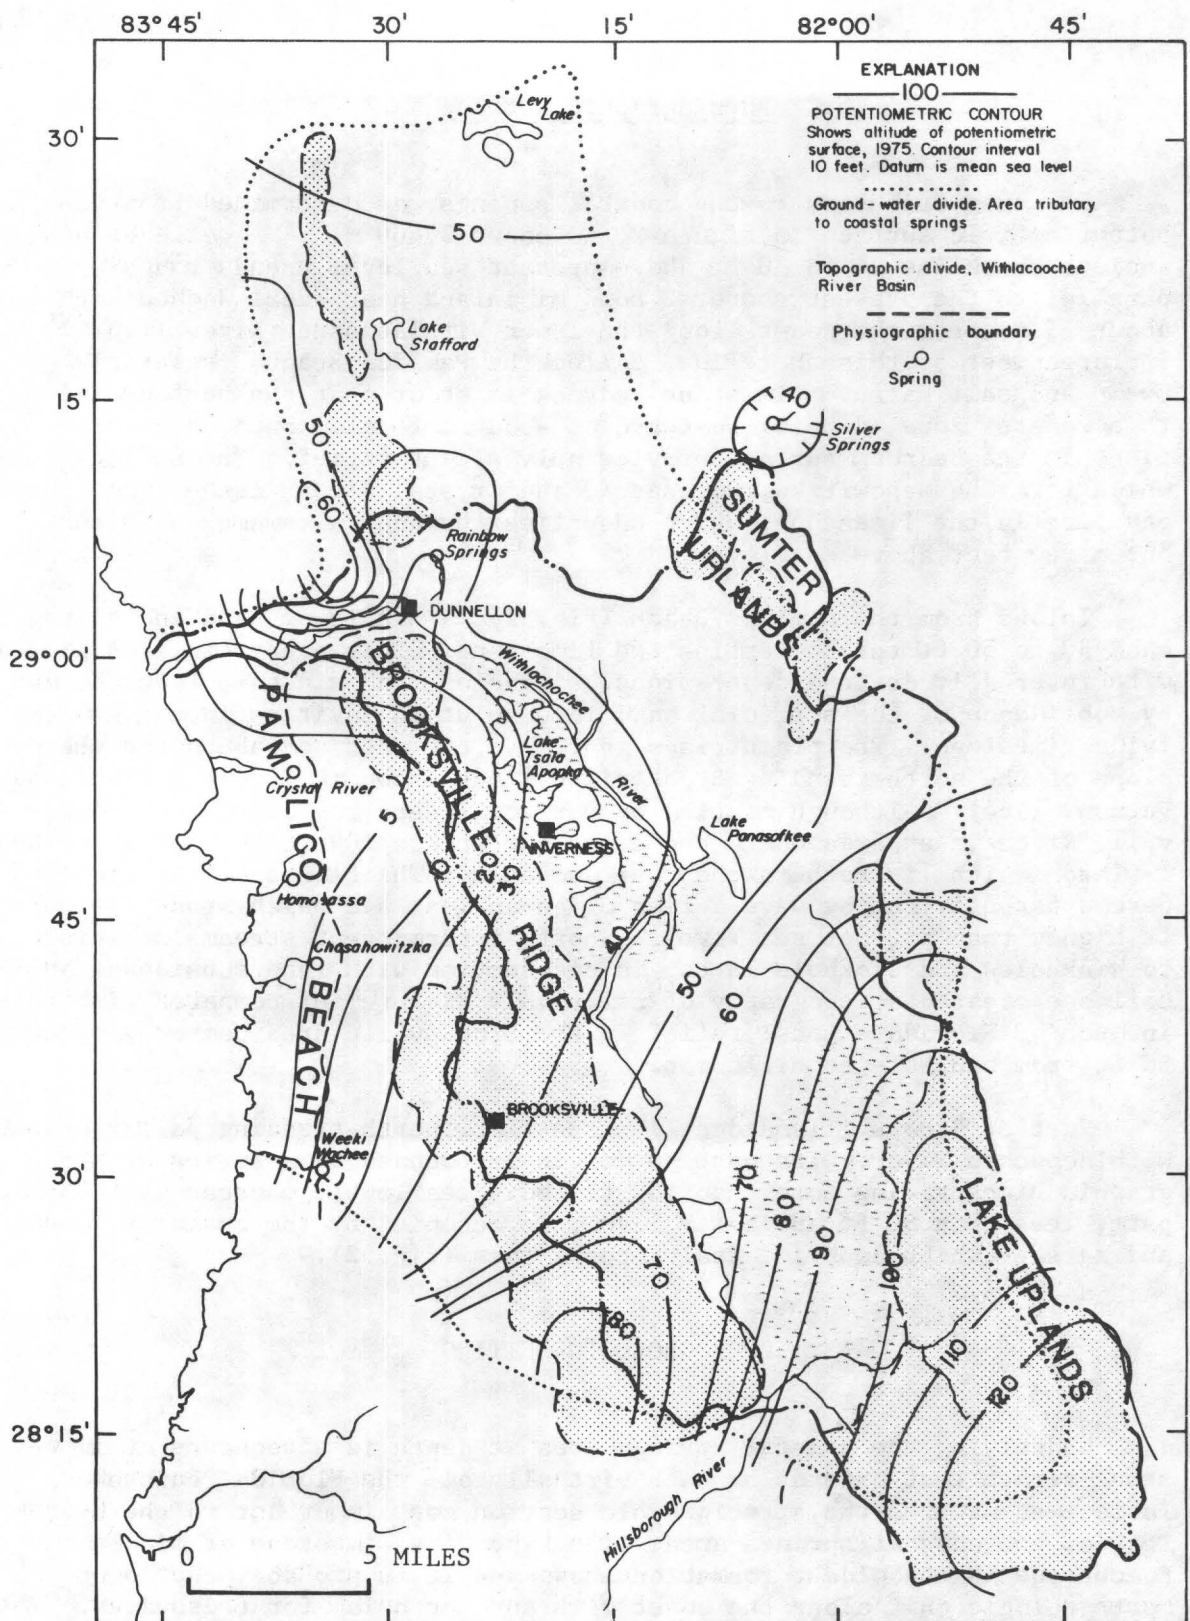 83°45'
30'
15'
82°00'
45'
EXPLANATION
100
POTENTIOMETRIC CONTOUR
Shows altitude of potentiometric
surface, 1975. Contour interval
10 feet. Datum is mean sea level
Ground-water divide. Area tributary
to coastal springs
Topographic divide, Withlacoochee
River Basin
Physiographic boundary
Spring
Levy
Lake
30'
50
Lake
Stafford
15'
40
Silver
Springs
50
60
SUMTER
UPLANDS
Rainbow
Springs
DUNNELLON
29°00'
Withlachochee
River
BROOKSVILLE
RIDGE
PAMLIGO
BEACH
Lake
Tsala
Apopka
Crystal River
5
Lake
Panasofkee
INVERNESS
10
20
30
Homosassa
45'
40
50
60
Chasahowitzka
BROOKSVILLE
Weeki
Wachee
30'
70
80
90
100
LAKE UPLANDS
70
80
110
120
28°15'
Hillsborough River
0
5 MILES